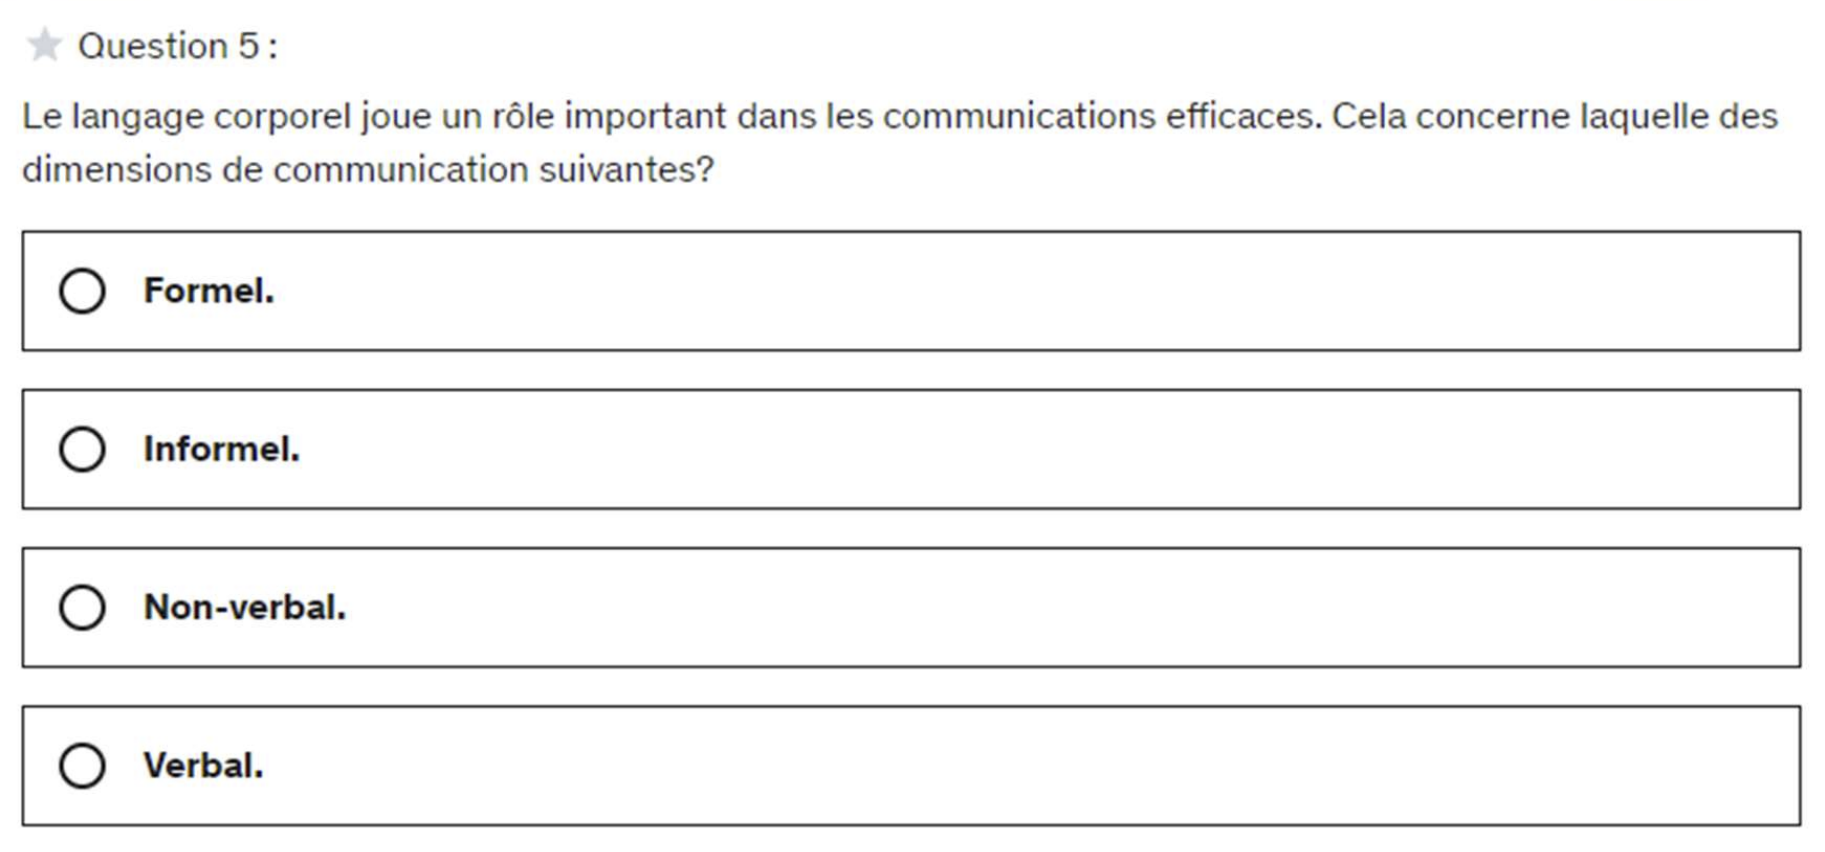 Question 5 :
Le langage corporel joue un rôle important dans les communications efficaces. Cela concerne laquelle des
dimensions de communication suivantes?
Formel.
Informel.
Non-verbal.
Verbal.